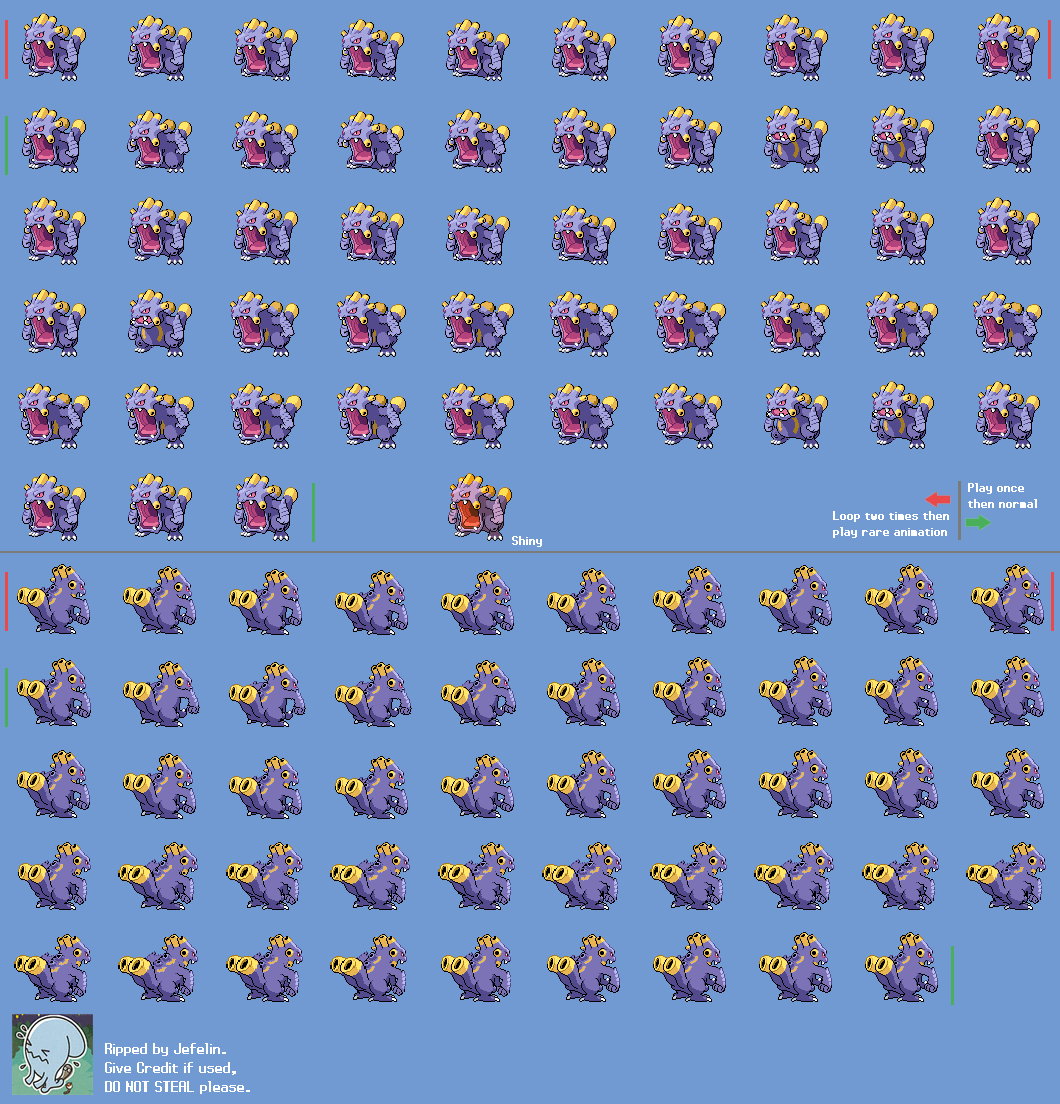 Play once
then normal
Loop two times then
play rare animation
Shiny
Ripped by Jefelin.
Give Credit if used,
DO NOT STEAL please.